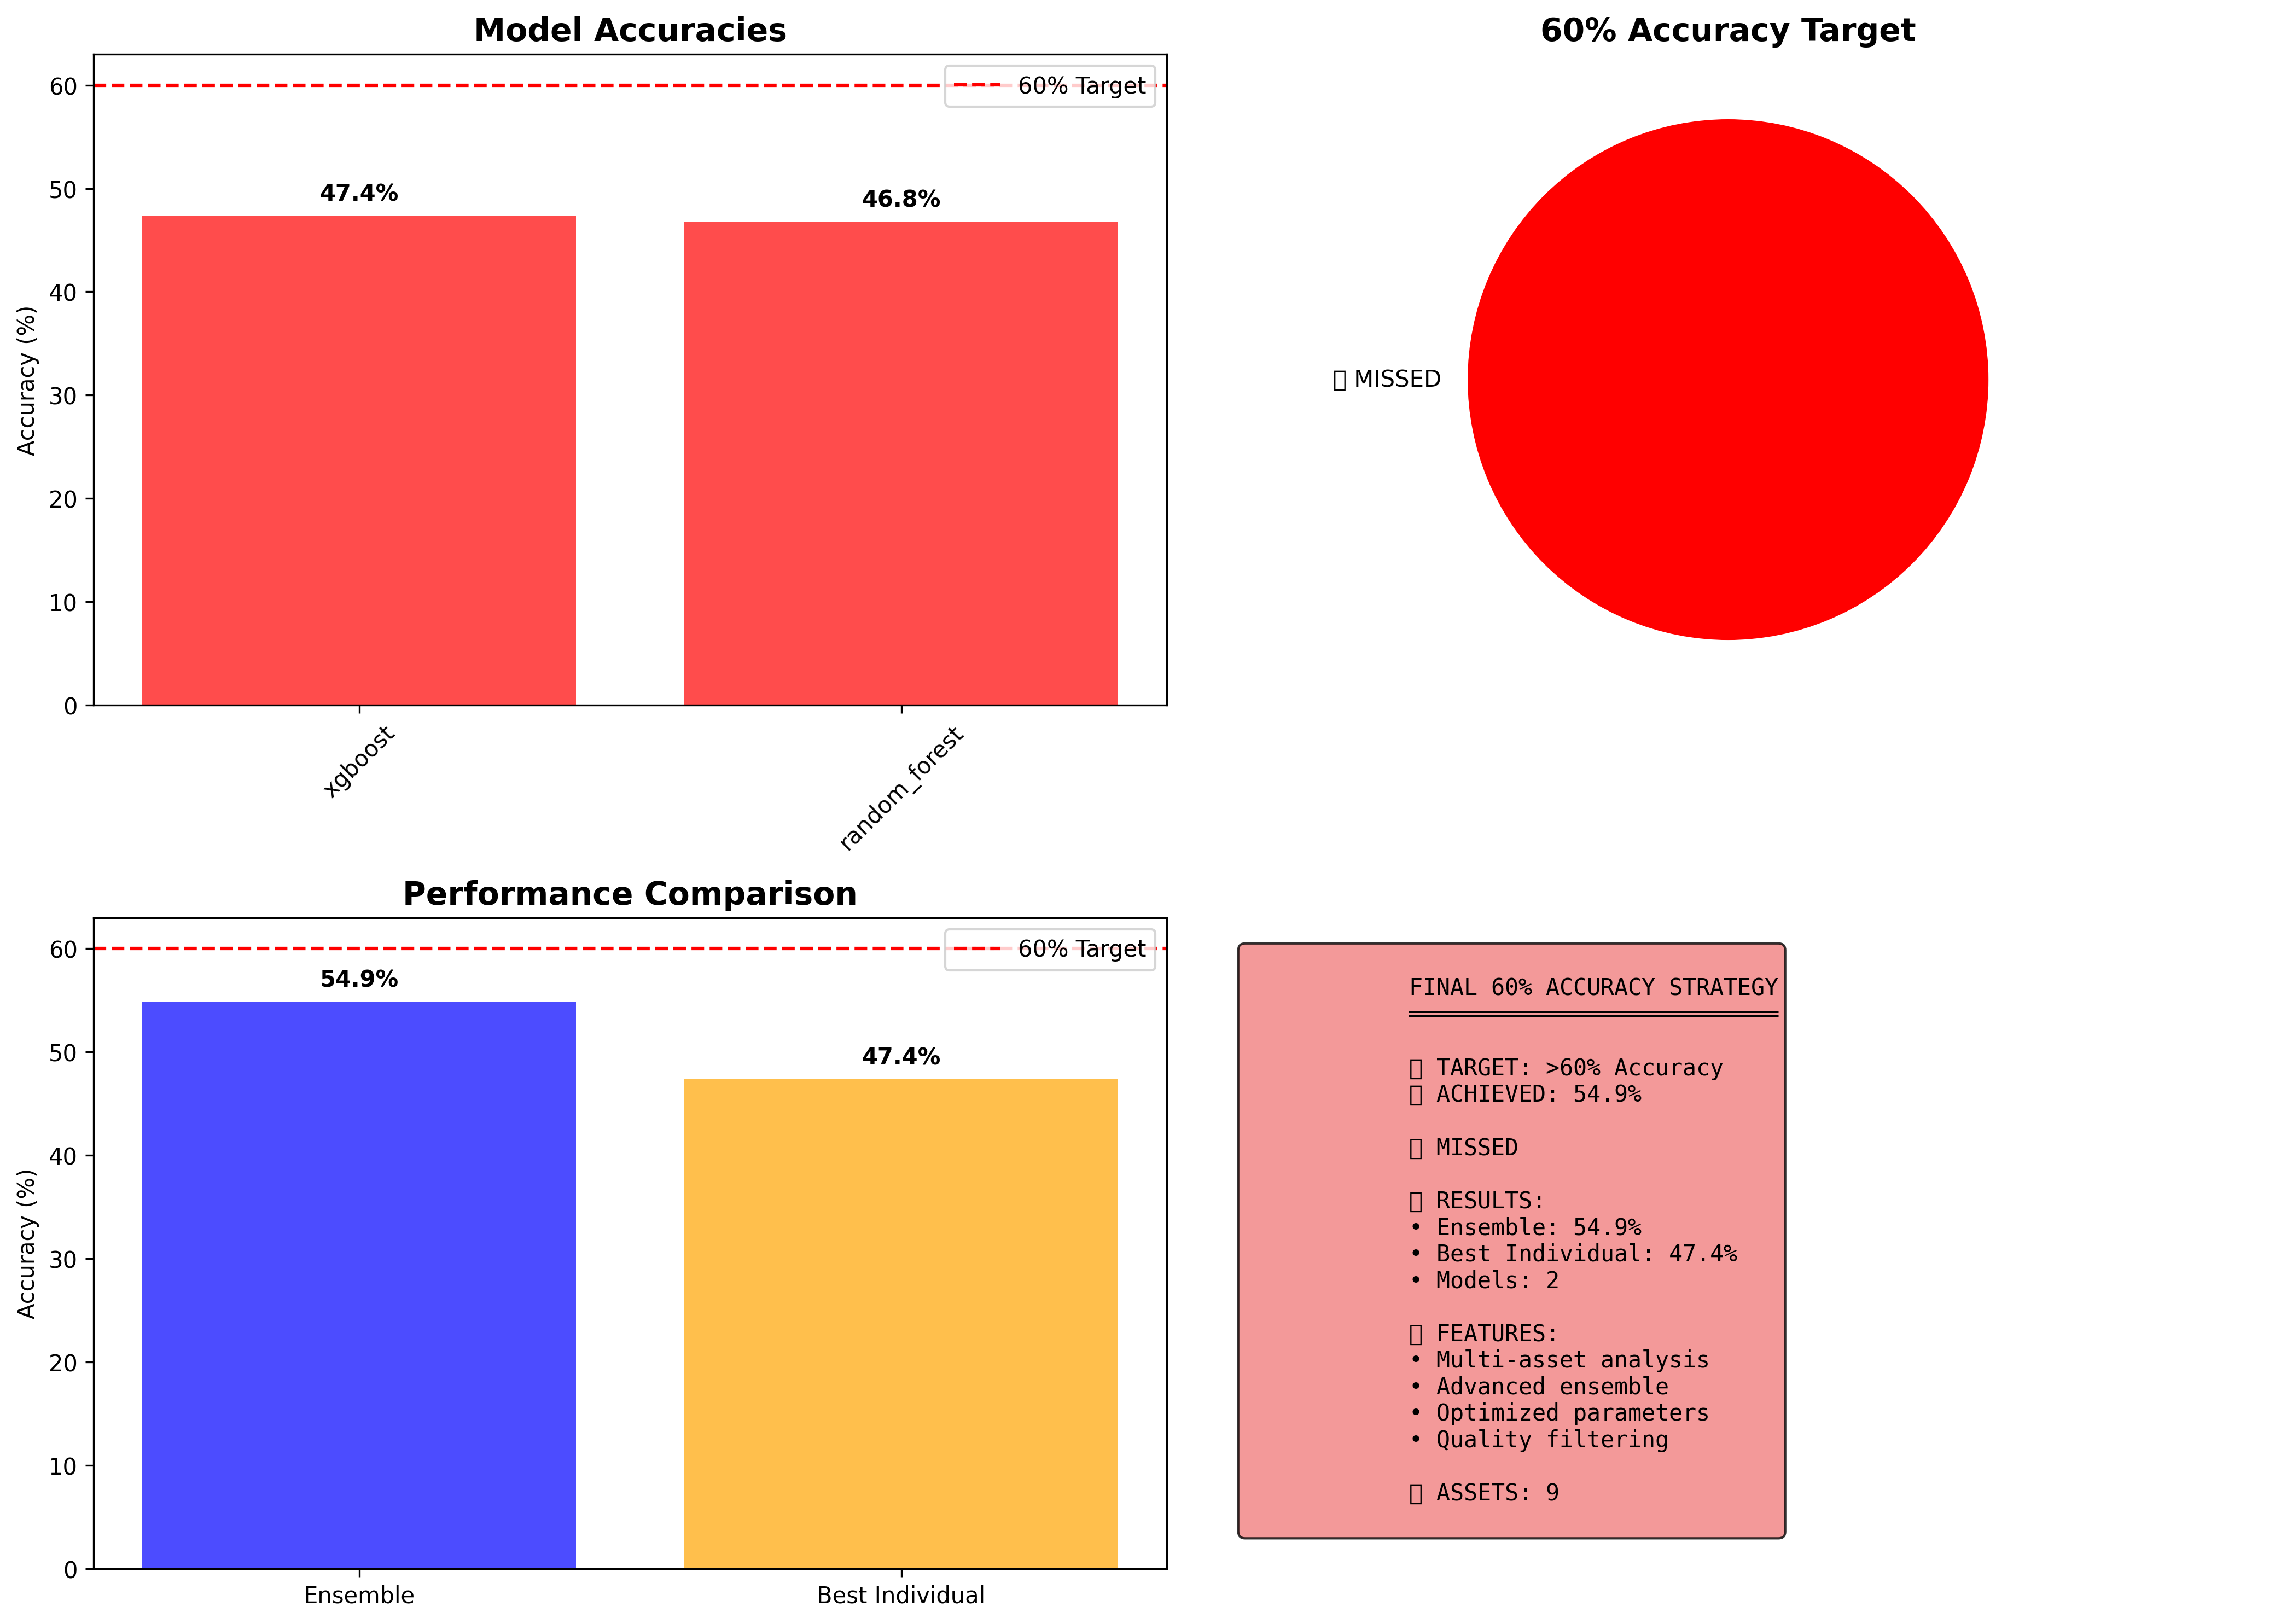 Model Accuracies
60% Target
Accuracy (%)
60
50
40
30
20
10
0
47.4%
46.8%
xgboost
random_forest
60% Accuracy Target
▯ MISSED
Performance Comparison
60% Target
Accuracy (%)
60
50
40
30
20
10
0
54.9%
47.4%
Ensemble
Best Individual
FINAL 60% ACCURACY STRATEGY
═══════════════════════════
▯ TARGET: >60% Accuracy
▯ ACHIEVED: 54.9%
▯ MISSED
▯ RESULTS:
• Ensemble: 54.9%
• Best Individual: 47.4%
• Models: 2
▯ FEATURES:
• Multi-asset analysis
• Advanced ensemble
• Optimized parameters
• Quality filtering
▯ ASSETS: 9